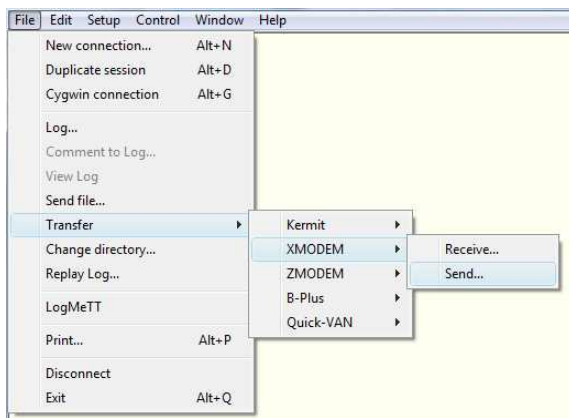 File Edit Setup Control Window Help
New connection... Alt+N
Duplicate session Alt+D
Cygwin connection Alt+G
Log...
Comment to Log...
View Log
Send file...
Transfer
Change directory...
Replay Log...
LogMeTT
Print... Alt+P
Disconnect
Exit Alt+Q
Kermit
XMODEM
ZMODEM
B-Plus
Quick-VAN
Receive...
Send...